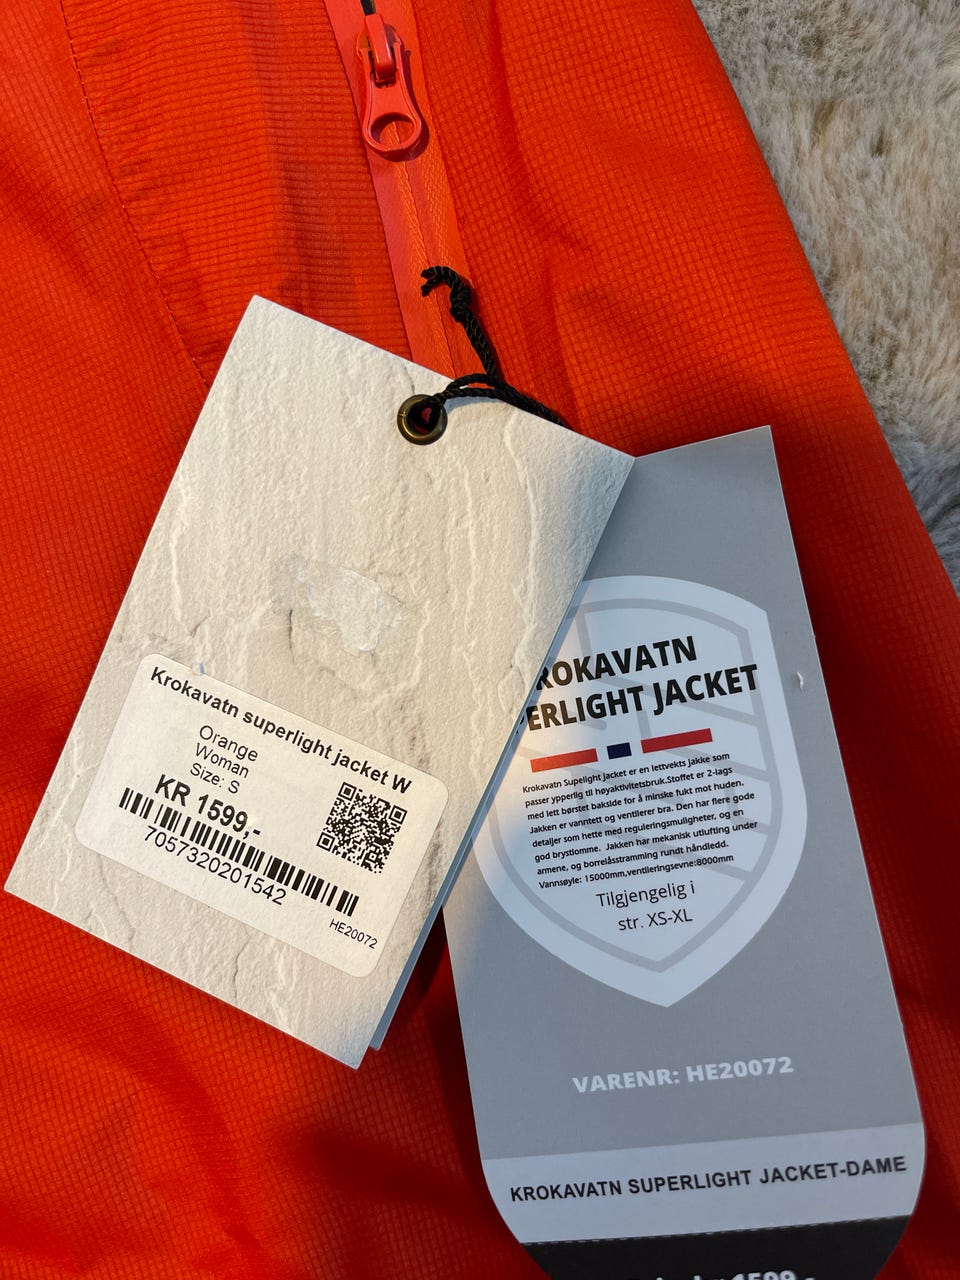 Krokavatn superlight jacket W
Orange
Woman
Size: S
KR 1599,-
7057320201542
HE20072
ROKAVATN
ERLIGHT JACKET
Krokavatn Supelight jacket er en lettvekts jakke som
passer ypperlig til høyaktivitetsbruk.Stoffet er 2-lags
med lett børstet bakside for å minske fukt mot huden.
Jakken er vanntett og ventilerer bra. Den har flere gode
detaljer som hette med reguleringsmuligheter, og en
god brystlomme. Jakken har mekanisk utlufting under
armene, og borrelåsstramming rundt håndledd.
Vannsøyle: 15000mm,ventileringsevne:8000mm
Tilgjengelig i
str. XS-XL
VARENR: HE20072
KROKAVATN SUPERLIGHT JACKET-DAME
1599,-